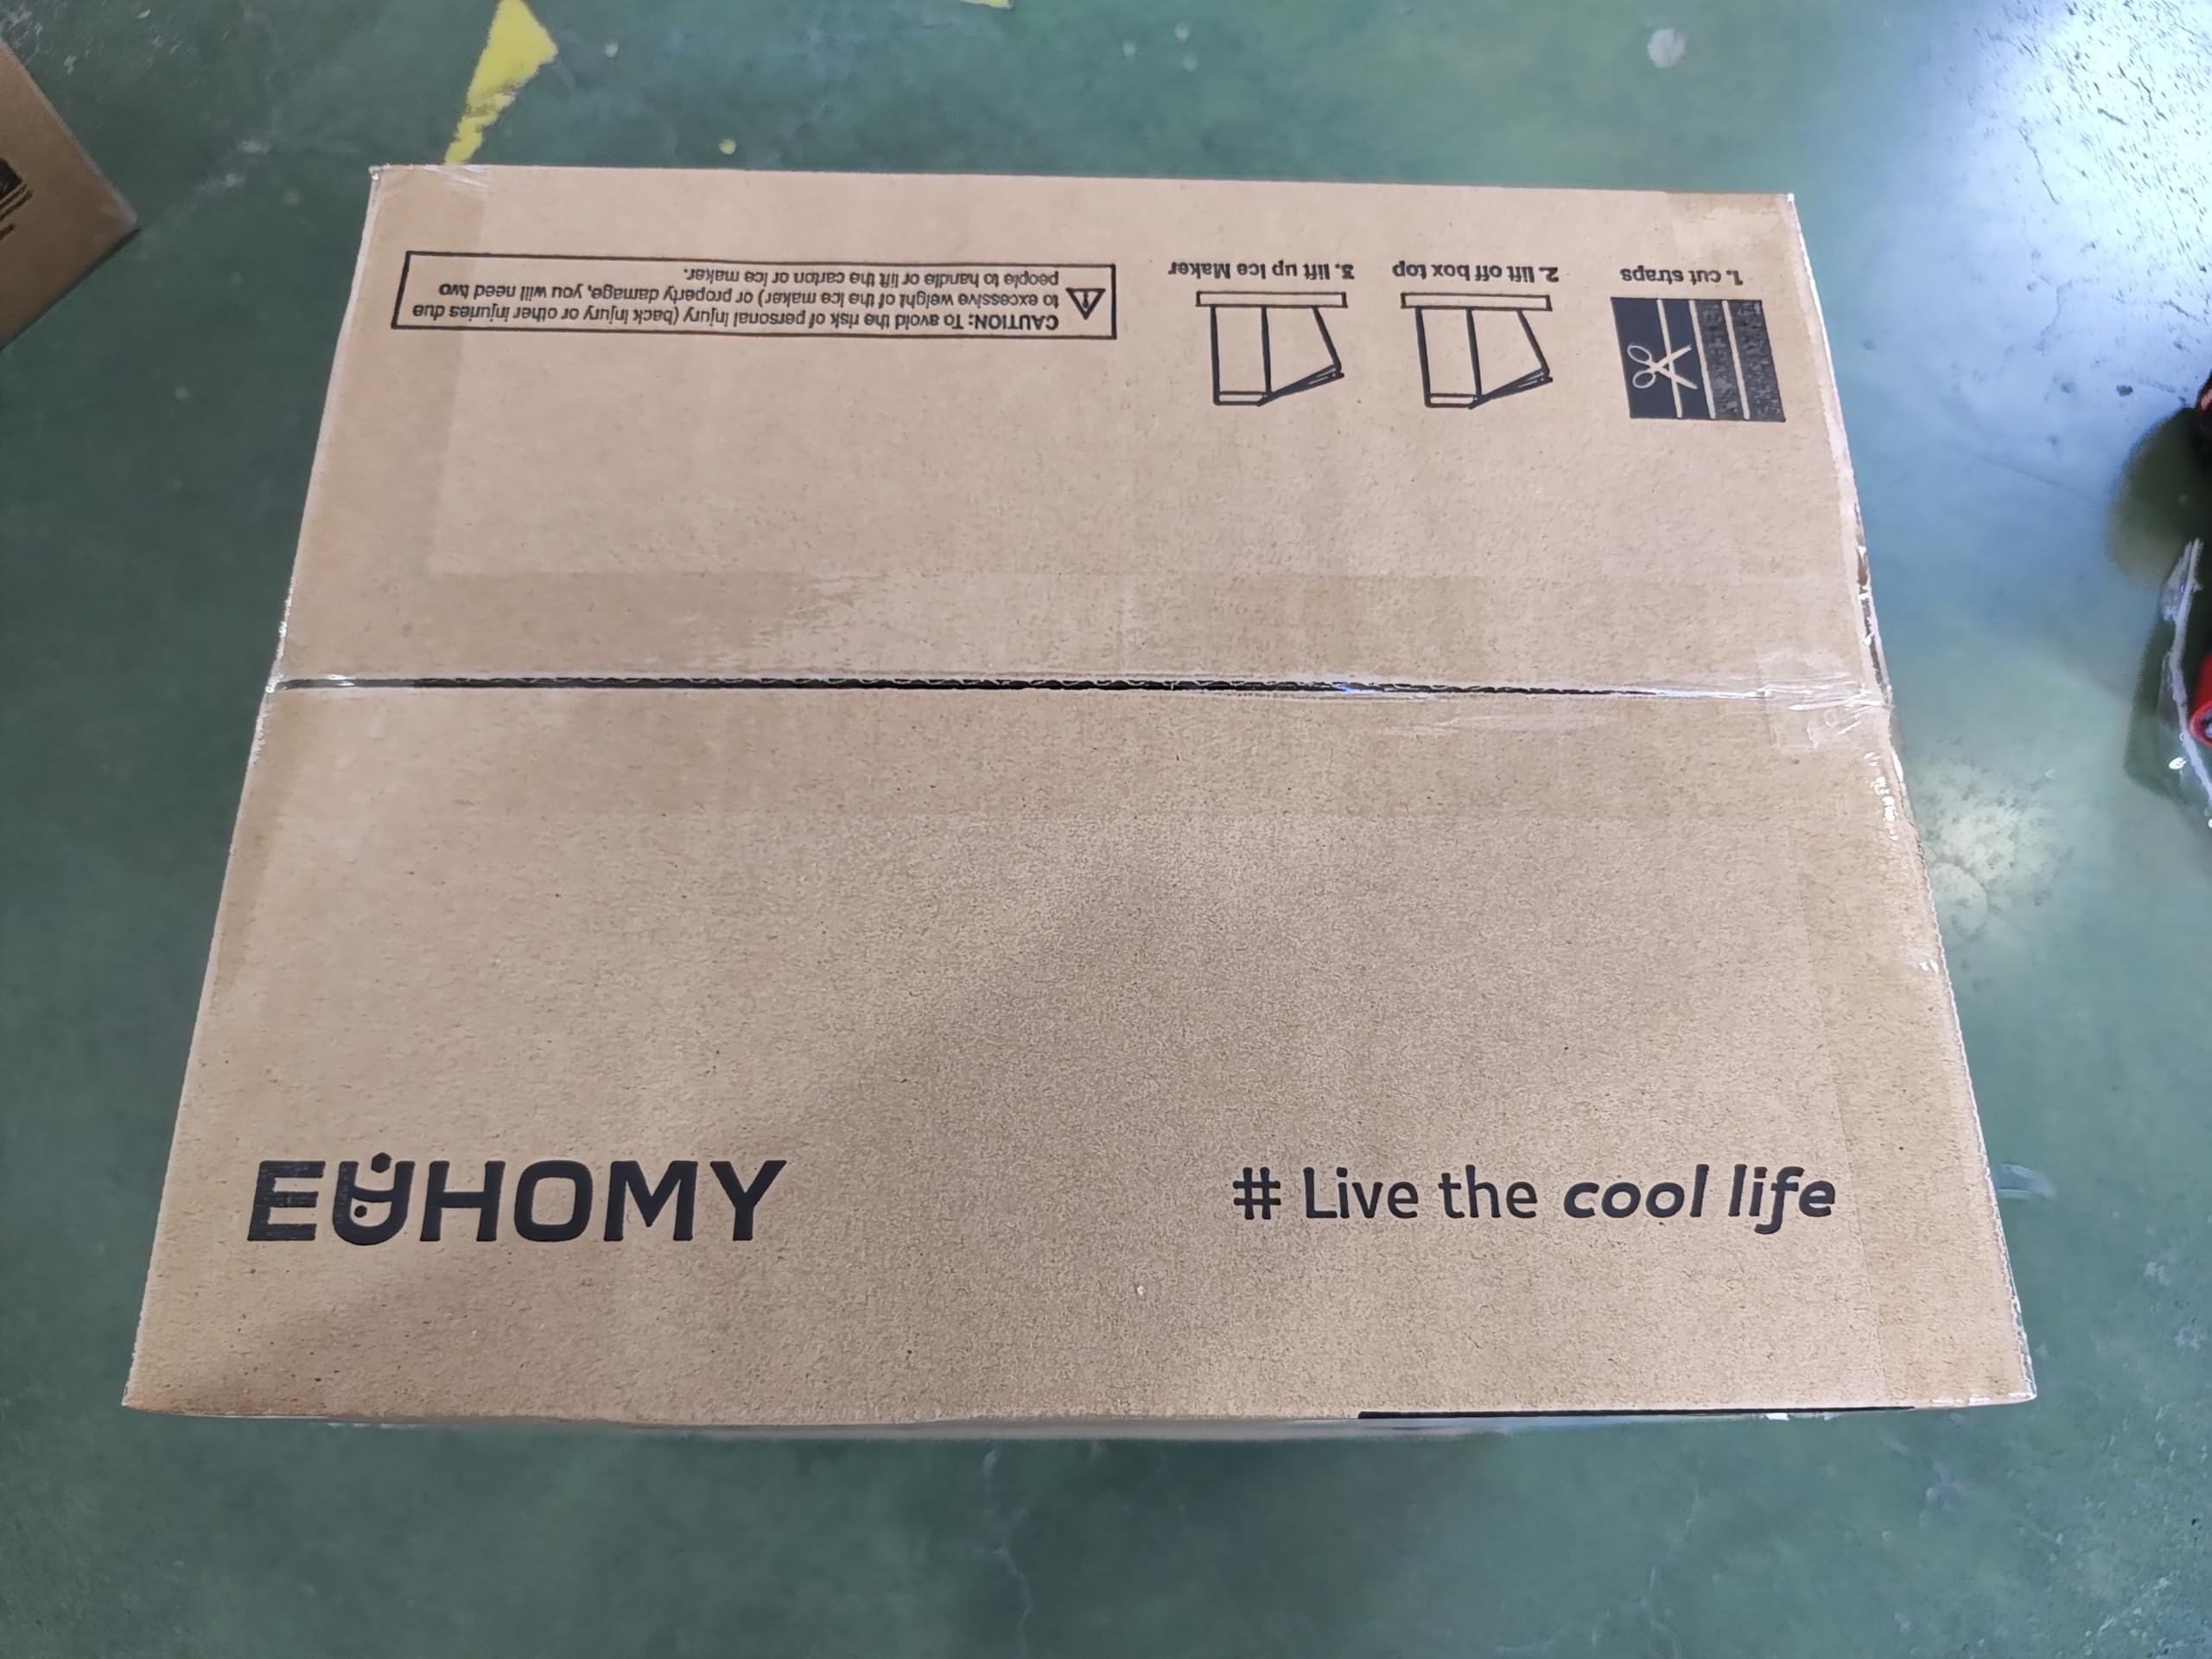 EUHOMY
# Live the cool life
1. cut straps
2. lift off box top
3. lift up Ice Maker
CAUTION: To avoid the risk of personal injury (back injury or other injuries due
to excessive weight of the ice maker) or property damage, you will need two
people to handle or lift the carton or ice maker.